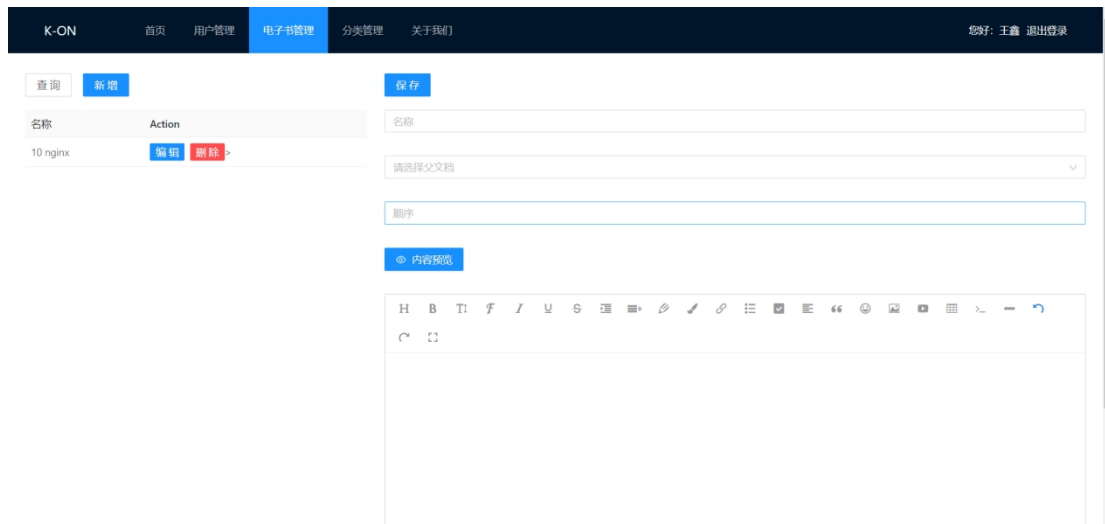 K-ON 首页 用户管理 电子书管理 分类管理 关于我们 您好：王鑫 退出登录
查询 新增
名称 Action
10 nginx 编辑 删除 >
保存
名称
请选择父文档
顺序
内容预览